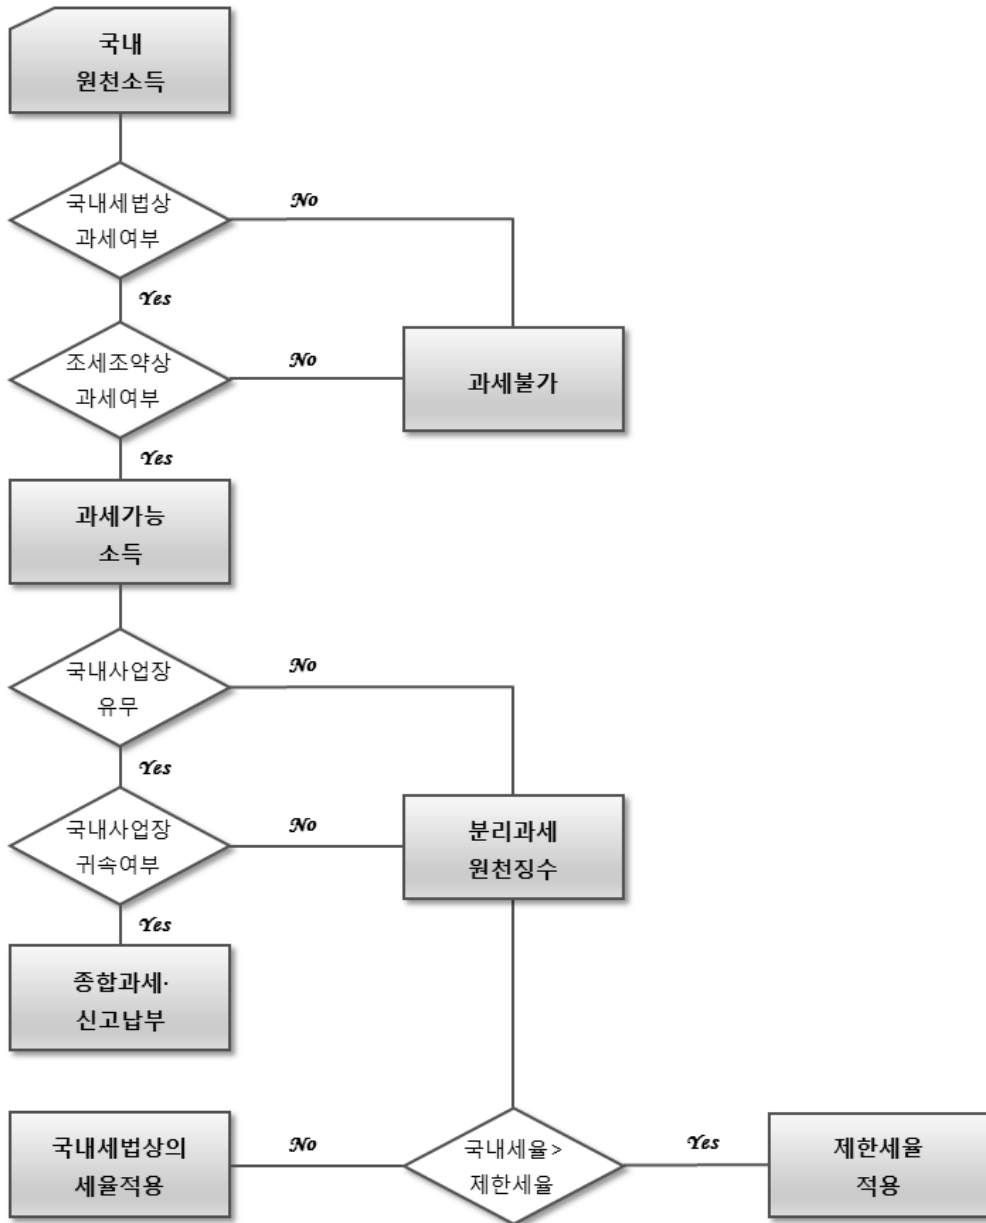 국내
원천소득
국내세법상
과세여부
No
Yes
조세조약상
과세여부
No
과세불가
Yes
과세가능
소득
국내사업장
유무
No
Yes
국내사업장
귀속여부
No
분리과세
원천징수
Yes
종합과세·
신고납부
국내세법상의
세율적용
No
국내세율>
제한세율
Yes
제한세율
적용